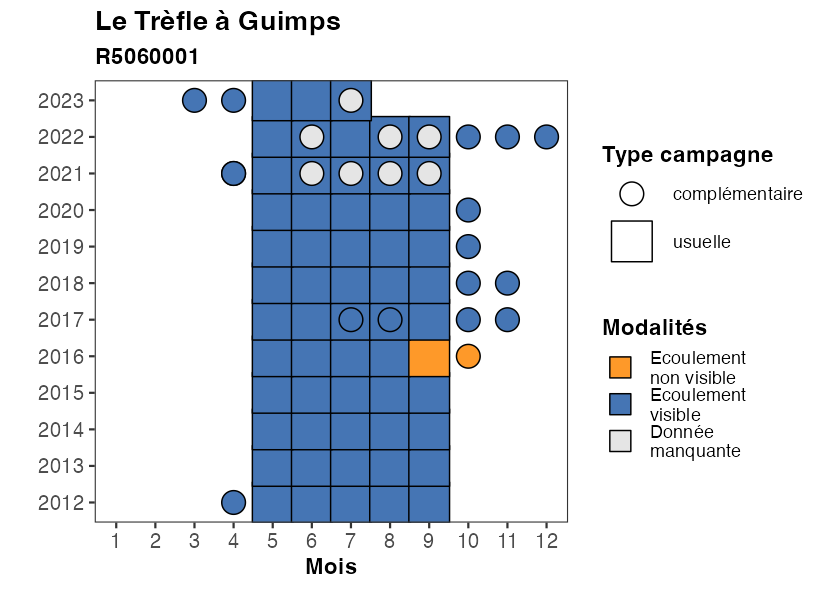 Le Trèfle à Guimps
R5060001
2023
2022
2021
2020
2019
2018
2017
2016
2015
2014
2013
2012
1 2 3 4 5 6 7 8 9 10 11 12
Mois
Type campagne
complémentaire
usuelle
Modalités
Ecoulement
non visible
Ecoulement
visible
Donnée
manquante